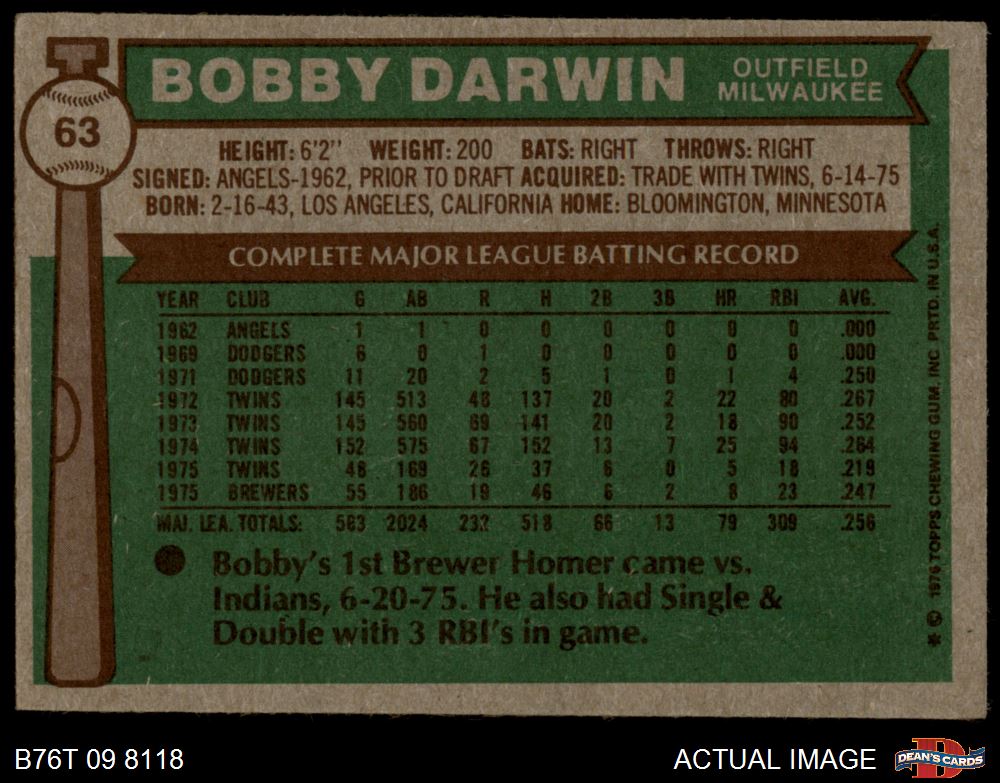 BOBBY DARWIN
OUTFIELD
MILWAUKEE
63
HEIGHT: 6'2" WEIGHT: 200 BATS: RIGHT THROWS: RIGHT
SIGNED: ANGELS-1962, PRIOR TO DRAFT ACQUIRED: TRADE WITH TWINS, 6-14-75
BORN: 2-16-43, LOS ANGELES, CALIFORNIA HOME: BLOOMINGTON, MINNESOTA
COMPLETE MAJOR LEAGUE BATTING RECORD
YEAR CLUB G AB R H 2B 3B HR RBI AVG.
1962 ANGELS 1 1 0 0 0 0 0 0 .000
1969 DODGERS 6 0 1 0 0 0 0 0 .000
1971 DODGERS 11 20 2 5 1 0 1 4 .250
1972 TWINS 145 513 48 137 20 2 22 80 .267
1973 TWINS 145 560 69 141 20 2 18 90 .252
1974 TWINS 152 575 67 152 13 7 25 94 .264
1975 TWINS 48 169 26 37 6 0 5 18 .219
1975 BREWERS 55 186 19 46 6 2 8 23 .247
MAJ. LEA. TOTALS: 563 2024 232 518 66 13 79 309 .256
Bobby's 1st Brewer Homer came vs.
Indians, 6-20-75. He also had Single &
Double with 3 RBI's in game.
* © 1976 TOPPS CHEWING GUM, INC PRTD. IN U.S.A.
B76T 09 8118
ACTUAL IMAGE
DEAN'S CARDS